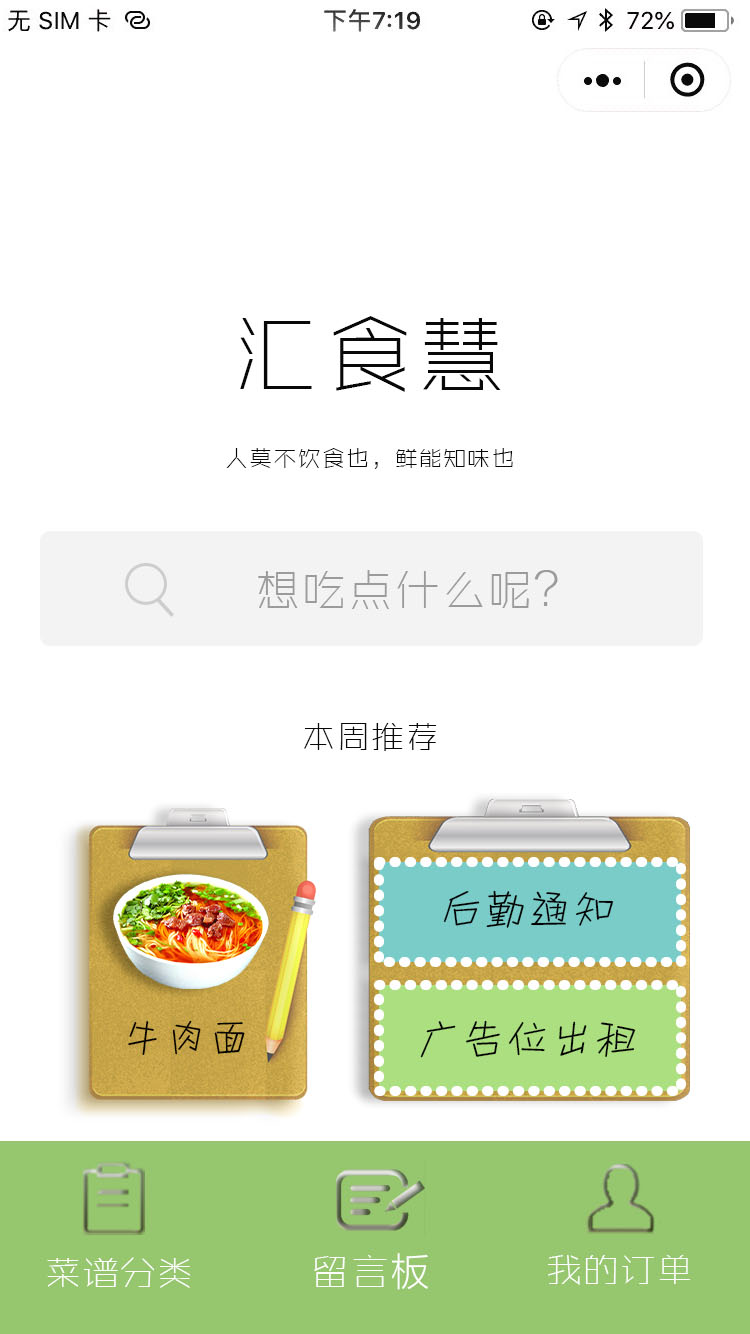 无 SIM 卡 下午7:19 72%
汇食慧
人莫不饮食也，鲜能知味也
想吃点什么呢？
本周推荐
牛肉面
后勤通知
广告位出租
菜谱分类 留言板 我的订单